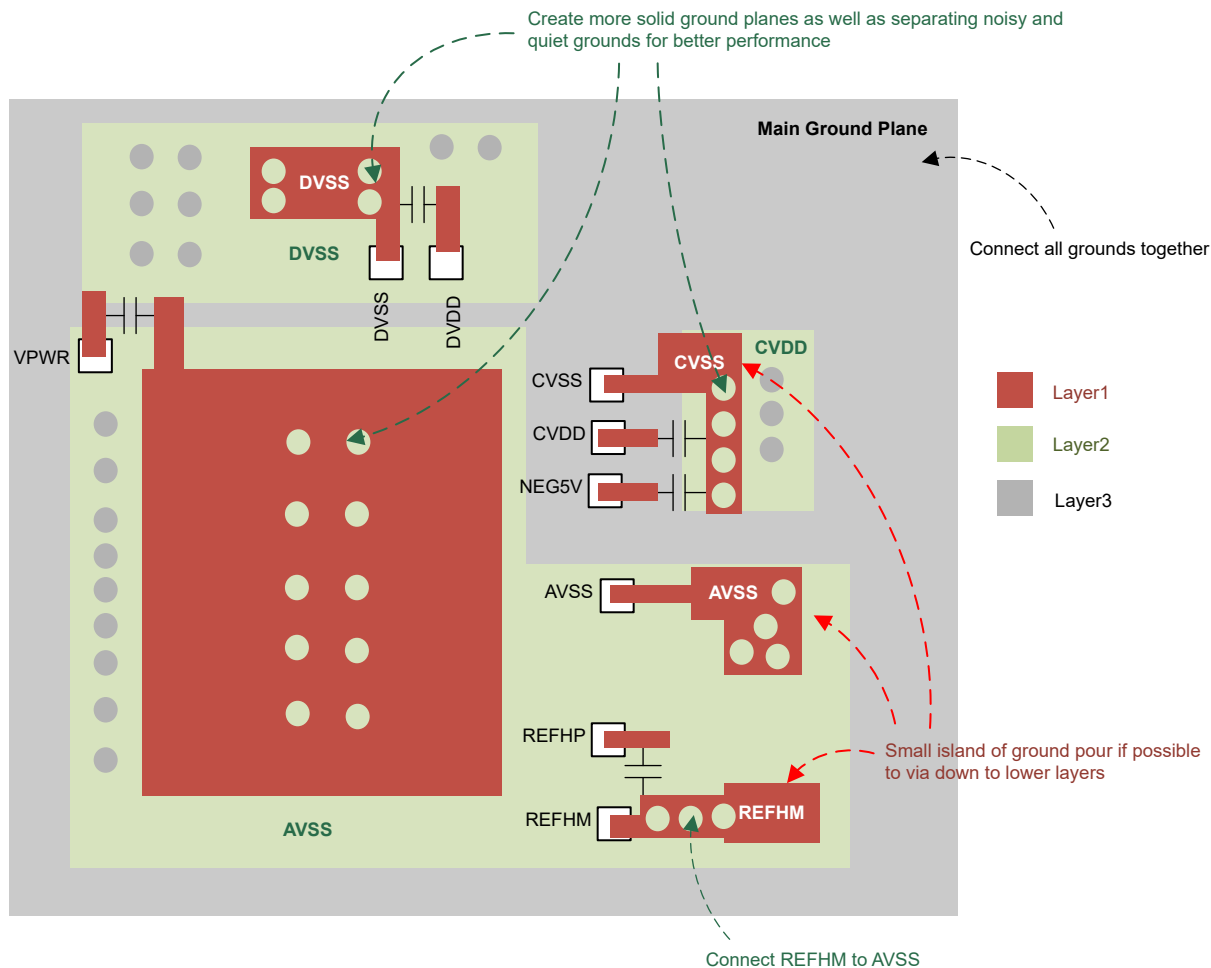 Create more solid ground planes as well as separating noisy and
quiet grounds for better performance
Main Ground Plane
DVSS
DVSS
Connect all grounds together
DVSS
DVDD
VPWR
CVSS
CVDD
CVSS
CVDD
NEG5V
Layer1
Layer2
Layer3
AVSS
AVSS
REFHP
Small island of ground pour if possible
to via down to lower layers
REFHM
REFHM
AVSS
Connect REFHM to AVSS